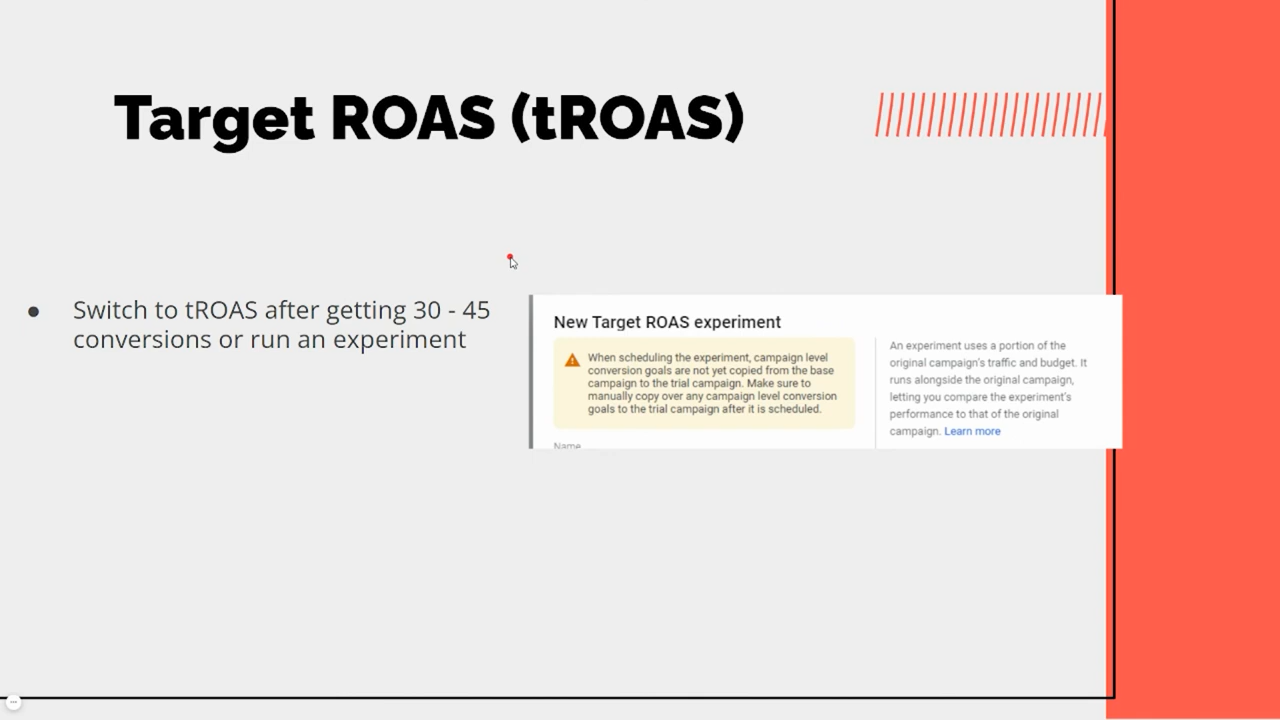 Target ROAS (tROAS)
● Switch to tROAS after getting 30 - 45
conversions or run an experiment
New Target ROAS experiment
When scheduling the experiment, campaign level
conversion goals are not yet copied from the base
campaign to the trial campaign. Make sure to
manually copy over any campaign level conversion
goals to the trial campaign after it is scheduled.
Name
An experiment uses a portion of the
original campaign's traffic and budget. It
runs alongside the original campaign,
letting you compare the experiment's
performance to that of the original
campaign. Learn more